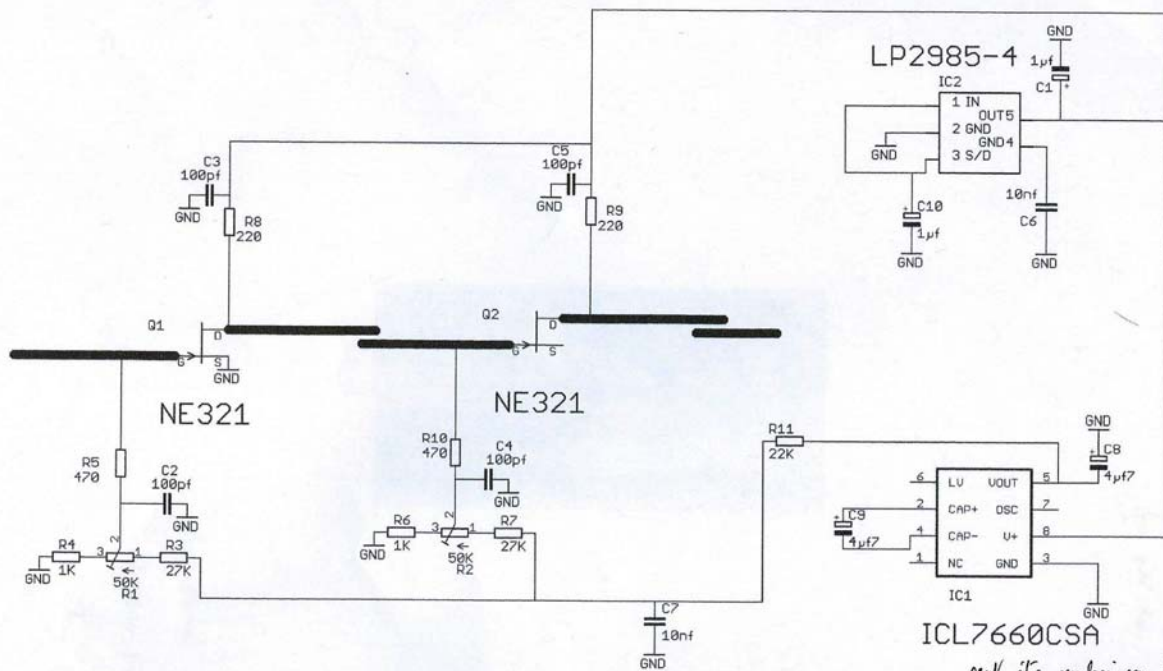 GND
1µf
C1
+
LP2985-4
IC2
1 IN
OUT5
2 GND
GND4
3 S/D
GND
10nf
C6
GND
+
C10
1µf
GND
C3
100pf
GND
R8
220
C5
100pf
GND
R9
220
Q1
D
G
S
GND
NE321
Q2
D
G
S
NE321
R5
470
C2
100pf
GND
2
R4
1K
3
1
R3
27K
GND
50K
R1
R10
470
C4
100pf
GND
2
R6
1K
3
1
R7
27K
GND
50K
R2
C7
10nf
GND
R11
22K
GND
+
C8
4µf7
6 LV VOUT 5
2 CAP+ OSC 7
4 CAP- V+ 8
1 NC GND 3
+
C9
4µf7
IC1
GND
ICL7660CSA